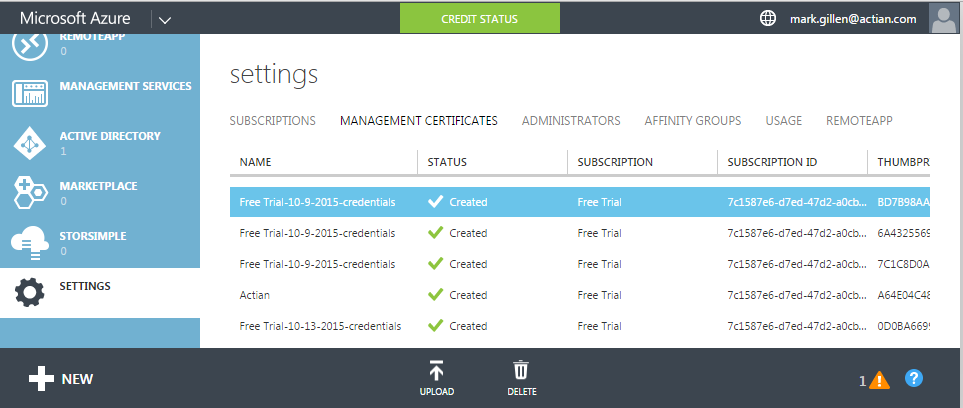 Microsoft Azure
CREDIT STATUS
mark.gillen@actian.com
REMOTEAPP
0
MANAGEMENT SERVICES
ACTIVE DIRECTORY
1
MARKETPLACE
0
STORSIMPLE
0
SETTINGS
settings
SUBSCRIPTIONS MANAGEMENT CERTIFICATES ADMINISTRATORS AFFINITY GROUPS USAGE REMOTEAPP
NAME STATUS SUBSCRIPTION SUBSCRIPTION ID THUMBPR
Free Trial-10-9-2015-credentials Created Free Trial 7c1587e6-d7ed-47d2-a0cb... BD7B98AA
Free Trial-10-9-2015-credentials Created Free Trial 7c1587e6-d7ed-47d2-a0cb... 6A432556
Free Trial-10-9-2015-credentials Created Free Trial 7c1587e6-d7ed-47d2-a0cb... 7C1C8D0A
Actian Created Free Trial 7c1587e6-d7ed-47d2-a0cb... A64E04C48
Free Trial-10-13-2015-credentials Created Free Trial 7c1587e6-d7ed-47d2-a0cb... 0D0BA669
NEW
UPLOAD
DELETE
1